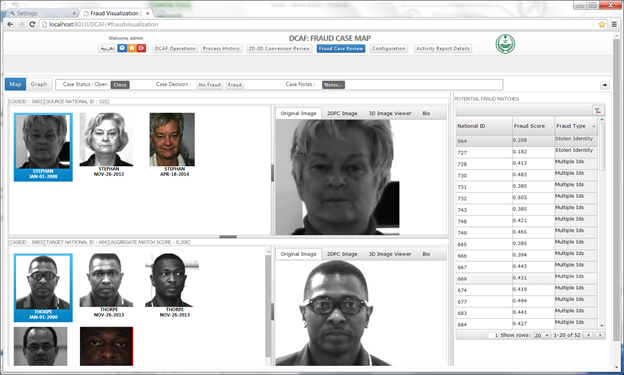 Settings
Fraud Visualization
localhost:8010/DCAF/#fraudvisualization
Welcome, admin
DCAF: FRAUD CASE MAP
العربية
DCAF Operations
Process History
2D-3D Conversion Review
Fraud Case Review
Configuration
Activity Report Details
Map
Graph
Case Status : Open
Close
Case Decision :
No Fraud
Fraud
Case Notes :
Notes...
[CASEID : 5883][SOURCE NATIONAL ID : 525]
STEPHAN
JAN-01-2000
STEPHAN
NOV-26-2013
STEPHAN
APR-18-2014
Original Image
2DPC Image
3D Image Viewer
Bio
POTENTIAL FRAUD MATCHES
National ID Fraud Score Fraud Type
664 0.208 Stolen Identity
727 0.182 Stolen Identity
728 0.413 Multiple Ids
730 0.483 Multiple Ids
731 0.385 Multiple Ids
732 0.503 Multiple Ids
743 0.385 Multiple Ids
748 0.421 Multiple Ids
749 0.465 Multiple Ids
665 0.385 Multiple Ids
666 0.394 Multiple Ids
667 0.443 Multiple Ids
669 0.431 Multiple Ids
674 0.419 Multiple Ids
677 0.494 Multiple Ids
683 0.441 Multiple Ids
684 0.427 Multiple Ids
1 Show rows: 20 1-20 of 52
[CASEID : 5883][TARGET NATIONAL ID : 664][AGGREGATE MATCH SCORE : 0.208]
THORPE
JAN-01-2000
THORPE
NOV-26-2013
THORPE
NOV-26-2013
Original Image
2DPC Image
3D Image Viewer
Bio